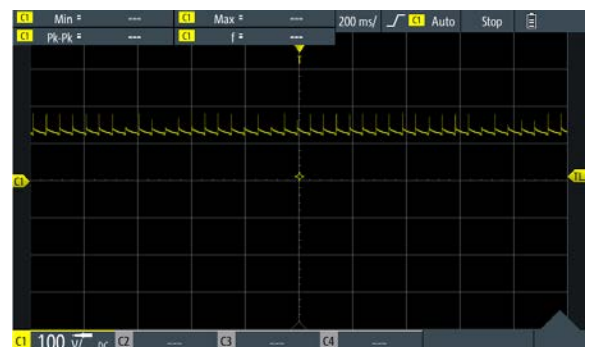 C1 Min = --- C1 Max = --- 200 ms/ C1 Auto Stop
C1 Pk-Pk = --- C1 f = ---
T
C1 TL
C1 100 V/ DC C2 --- C3 --- C4 ---